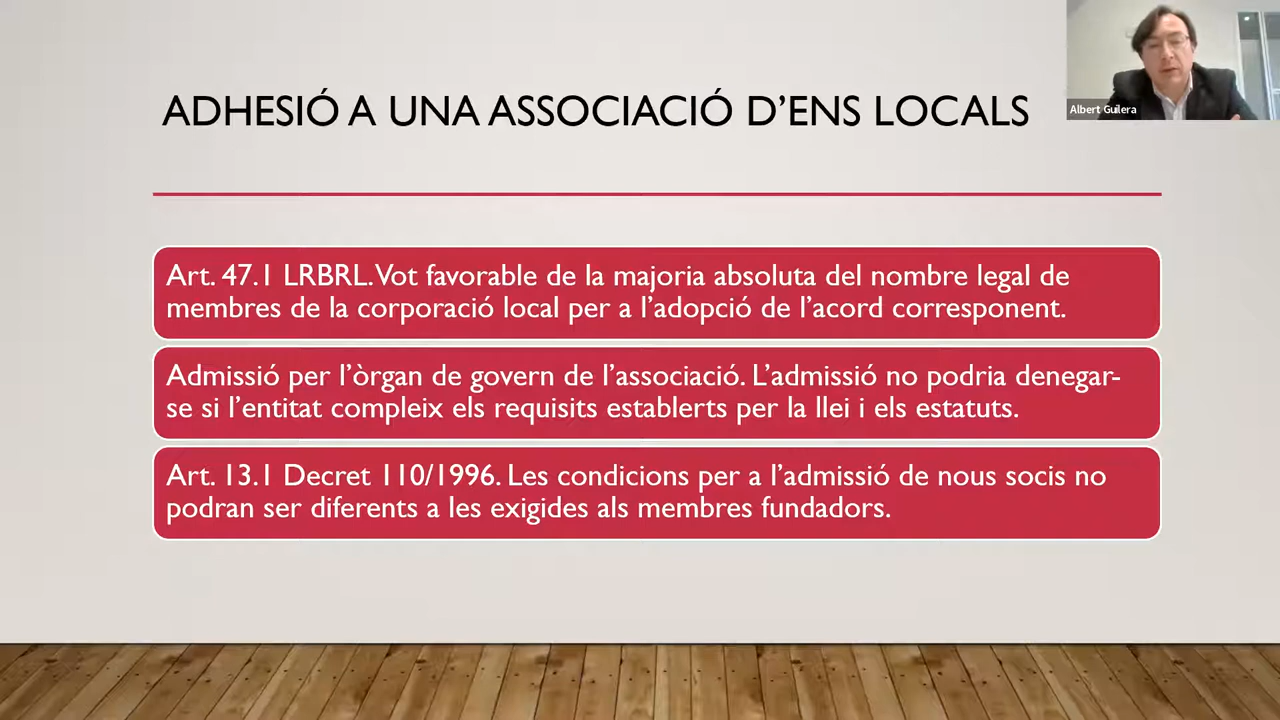 ADHESIÓ A UNA ASSOCIACIÓ D'ENS LOCALS
Albert Guilera
Art. 47.1 LRBRL. Vot favorable de la majoria absoluta del nombre legal de
membres de la corporació local per a l'adopció de l'acord corresponent.
Admissió per l'òrgan de govern de l'associació. L'admissió no podria denegar-
se si l'entitat compleix els requisits establerts per la llei i els estatuts.
Art. 13.1 Decret 110/1996. Les condicions per a l'admissió de nous socis no
podran ser diferents a les exigides als membres fundadors.